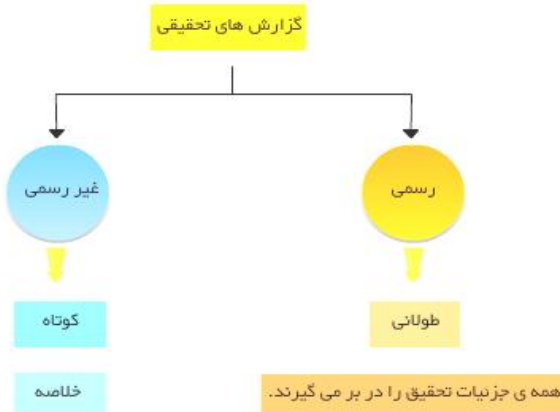 گزارش های تحقیقی
رسمی
غیر رسمی
طولانی
کوتاه
همه ی جزئیات تحقیق را در بر می گیرند.
خلاصه